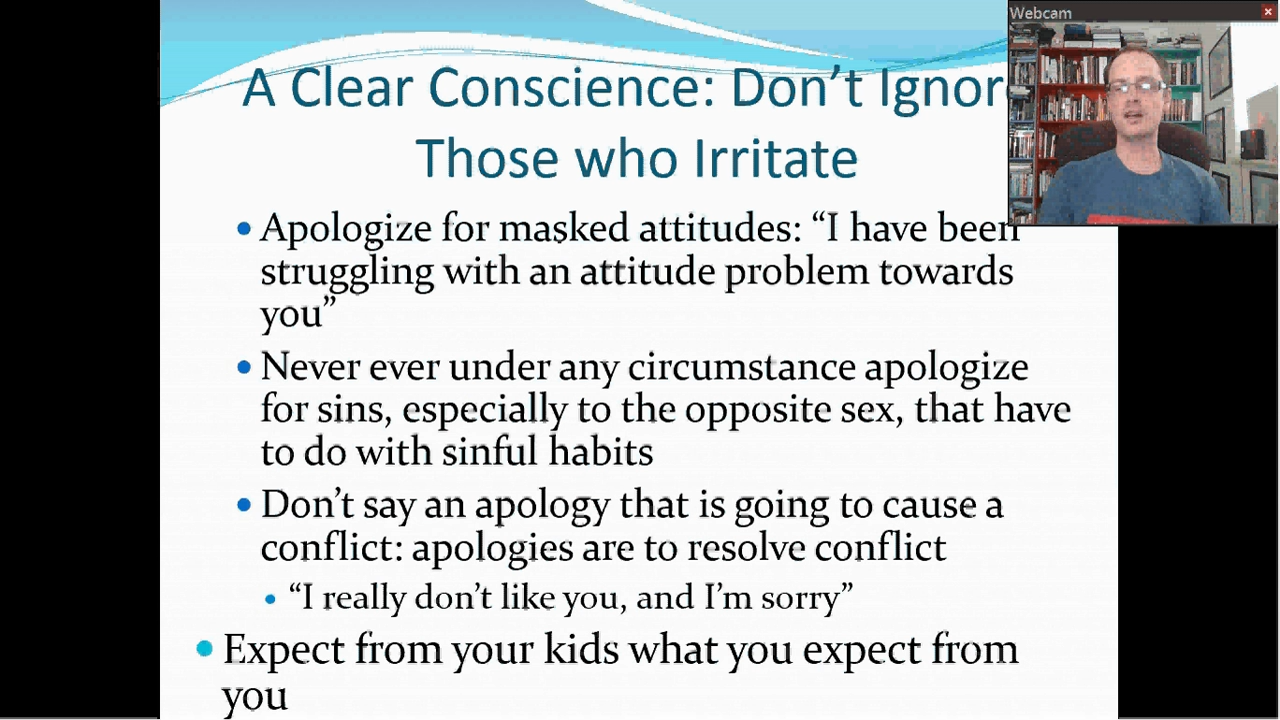 Webcam
A Clear Conscience: Don’t Ignore
Those who Irritate
• Apologize for masked attitudes: “I have been
struggling with an attitude problem towards
you”
• Never ever under any circumstance apologize
for sins, especially to the opposite sex, that have
to do with sinful habits
• Don’t say an apology that is going to cause a
conflict: apologies are to resolve conflict
• “I really don’t like you, and I’m sorry”
• Expect from your kids what you expect from
you